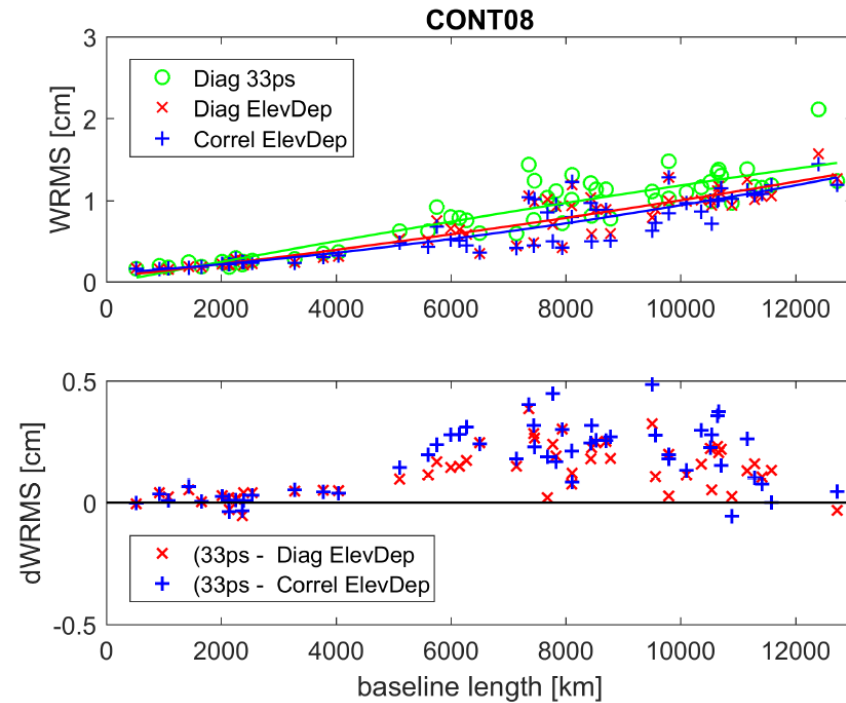 CONT08
3
2
1
0
WRMS [cm]
Diag 33ps
Diag ElevDep
Correl ElevDep
0 2000 4000 6000 8000 10000 12000
0.5
0
-0.5
dWRMS [cm]
(33ps - Diag ElevDep
(33ps - Correl ElevDep
0 2000 4000 6000 8000 10000 12000
baseline length [km]